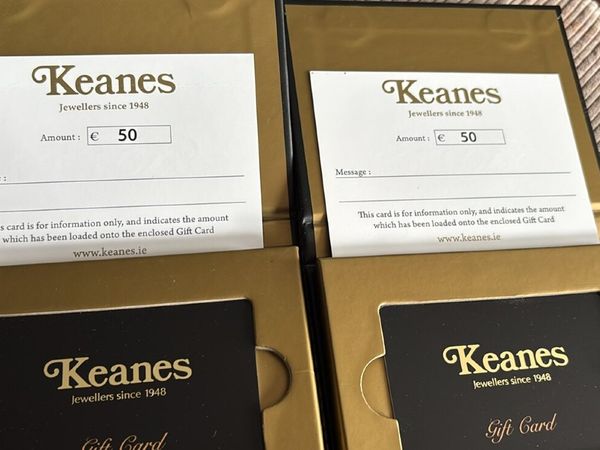 Keanes
Jewellers since 1948
Amount : € 50
:
s card is for information only, and indicates the amount
which has been loaded onto the enclosed Gift Card
www.keanes.ie
Keanes
Jewellers since 1948
Gift Card
Keanes
Jewellers since 1948
Amount : € 50
Message :
This card is for information only, and indicates the amount
which has been loaded onto the enclosed Gift Card
www.keanes.ie
Keanes
Jewellers since 1948
Gift Card